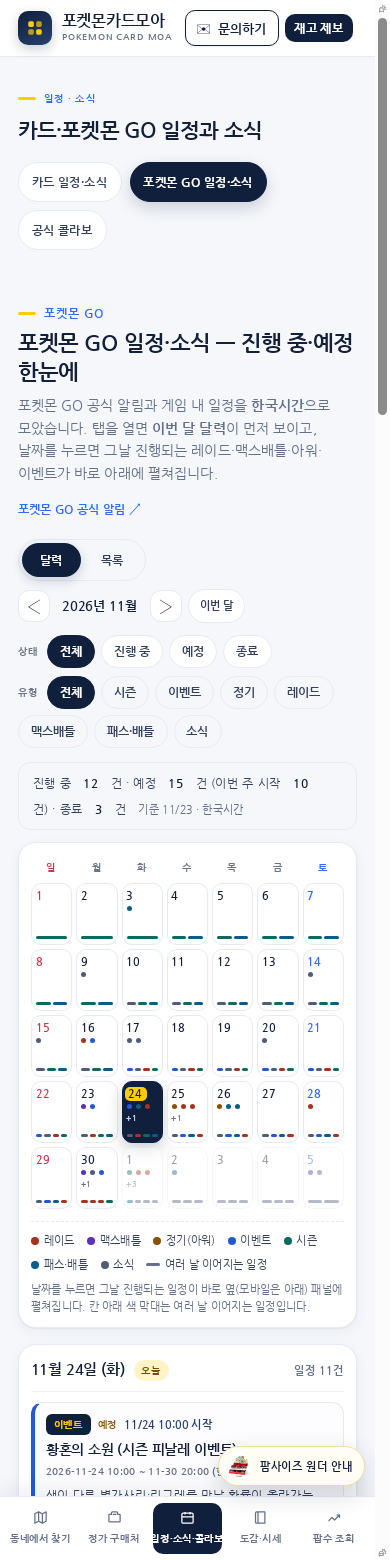 포켓몬카드모아
POKEMON CARD MOA
✉️ 문의하기
재고 제보
일정 · 소식
카드·포켓몬 GO 일정과 소식
카드 일정·소식
포켓몬 GO 일정·소식
공식 콜라보
포켓몬 GO
포켓몬 GO 일정·소식 — 진행 중·예정
한눈에
포켓몬 GO 공식 알림과 게임 내 일정을 한국시간으로
모았습니다. 탭을 열면 이번 달 달력이 먼저 보이고,
날짜를 누르면 그날 진행되는 레이드·맥스배틀·아워·
이벤트가 바로 아래에 펼쳐집니다.
포켓몬 GO 공식 알림 ↗
달력 목록
< 2026년 11월 > 이번 달
상태 전체 진행 중 예정 종료
유형 전체 시즌 이벤트 정기 레이드
맥스배틀 패스·배틀 소식
진행 중 12 건 · 예정 15 건 (이번 주 시작 10
건) · 종료 3 건 기준 11/23 · 한국시간
일 월 화 수 목 금 토
1 2 3 4 5 6 7
8 9 10 11 12 13 14
15 16 17 18 19 20 21
22 23 24 25 26 27 28
+1 +1
29 30 1 2 3 4 5
+1 +3
레이드 맥스배틀 정기(아워) 이벤트 시즌
패스·배틀 소식 여러 날 이어지는 일정
날짜를 누르면 그날 진행되는 일정이 바로 옆(모바일은 아래) 패널에
펼쳐집니다. 칸 아래 색 막대는 여러 날 이어지는 일정입니다.
11월 24일 (화) 오늘 일정 11건
이벤트 예정 11/24 10:00 시작
황혼의 소원 (시즌 피날레 이벤트)
2026-11-24 10:00 ~ 11-30 20:00
팜사이즈 원더 안내
동네에서 찾기
정가 구매처
일정·소식·콜라보
도감·시세
팝수 조회